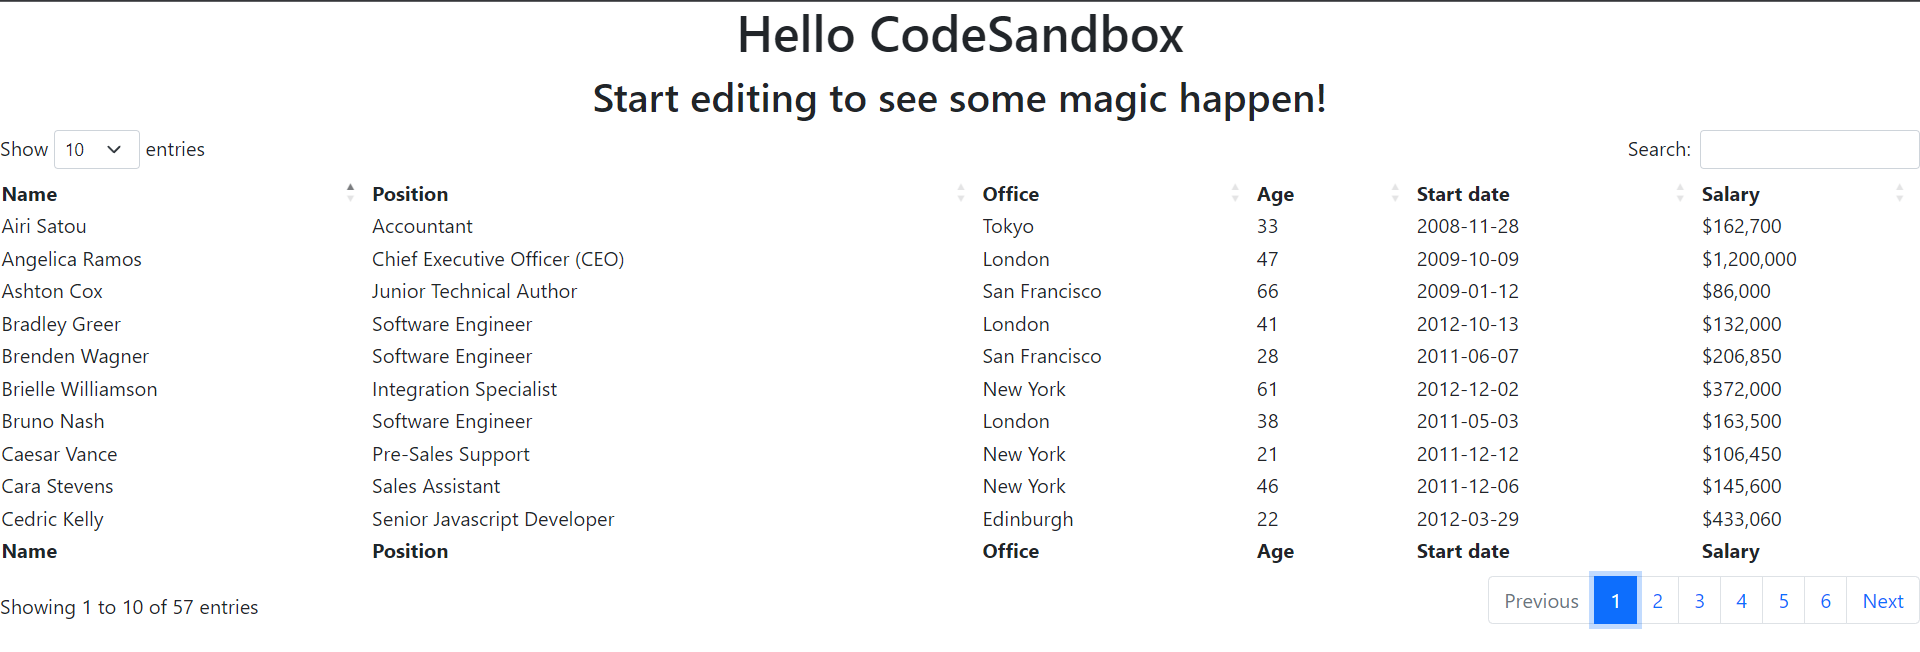 Hello CodeSandbox
Start editing to see some magic happen!
Show 10 entries Search:
Name Position Office Age Start date Salary
Airi Satou Accountant Tokyo 33 2008-11-28 $162,700
Angelica Ramos Chief Executive Officer (CEO) London 47 2009-10-09 $1,200,000
Ashton Cox Junior Technical Author San Francisco 66 2009-01-12 $86,000
Bradley Greer Software Engineer London 41 2012-10-13 $132,000
Brenden Wagner Software Engineer San Francisco 28 2011-06-07 $206,850
Brielle Williamson Integration Specialist New York 61 2012-12-02 $372,000
Bruno Nash Software Engineer London 38 2011-05-03 $163,500
Caesar Vance Pre-Sales Support New York 21 2011-12-12 $106,450
Cara Stevens Sales Assistant New York 46 2011-12-06 $145,600
Cedric Kelly Senior Javascript Developer Edinburgh 22 2012-03-29 $433,060
Name Position Office Age Start date Salary
Showing 1 to 10 of 57 entries Previous 1 2 3 4 5 6 Next